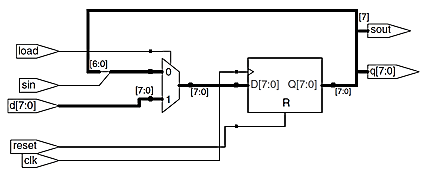 [7]
sout
load
[6:0]
0
q[7:0]
sin
[7:0]
[7:0]
D[7:0] Q[7:0]
[7:0]
d[7:0]
1
R
reset
clk